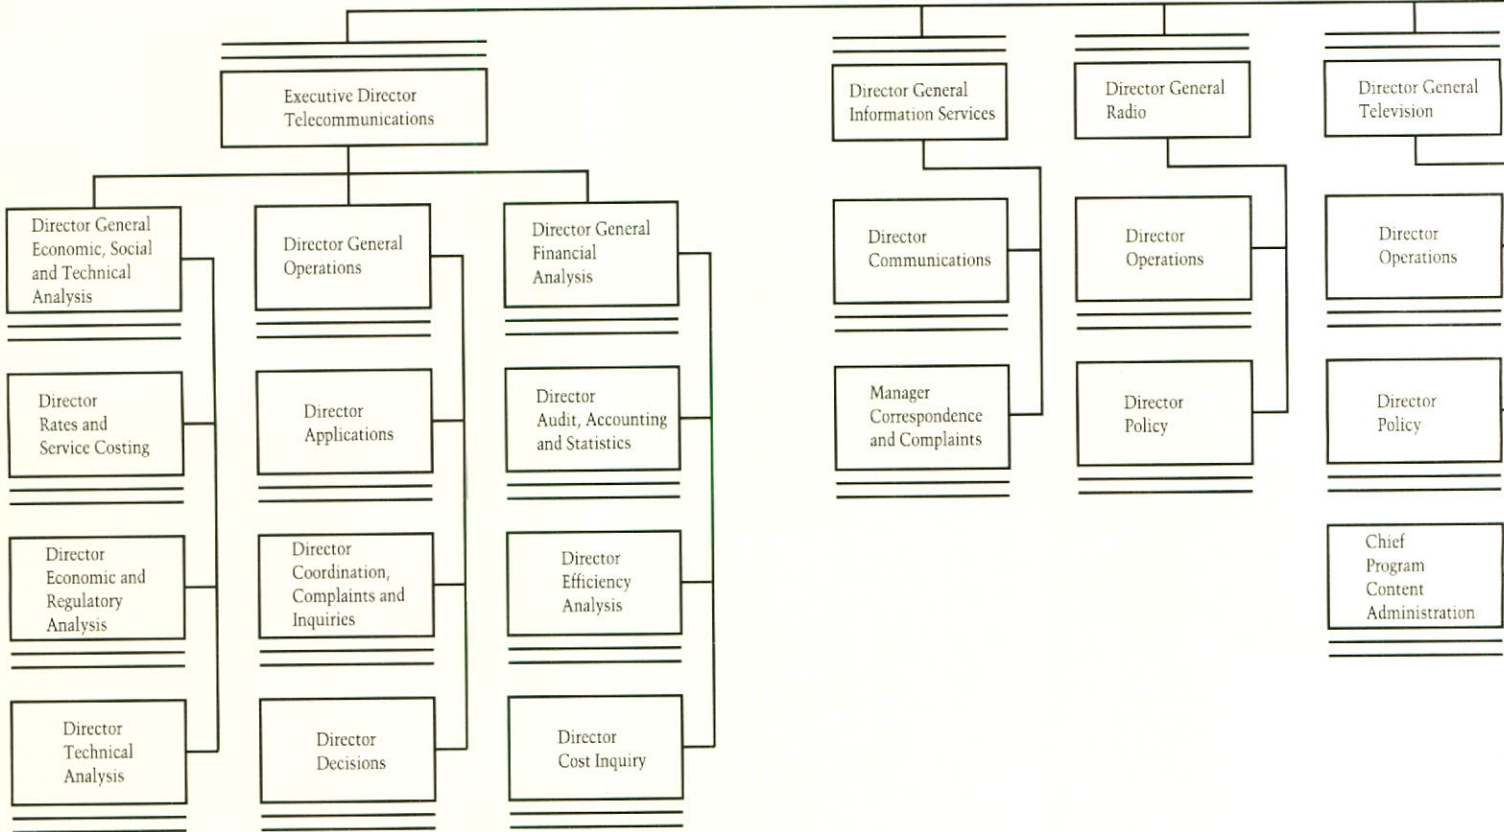 Executive Director
Telecommunications
Director General
Information Services
Director General
Radio
Director General
Television
Director General
Economic, Social
and Technical
Analysis
Director General
Operations
Director General
Financial
Analysis
Director
Communications
Director
Operations
Director
Operations
Director
Rates and
Service Costing
Director
Applications
Director
Audit, Accounting
and Statistics
Manager
Correspondence
and Complaints
Director
Policy
Director
Policy
Director
Economic and
Regulatory
Analysis
Director
Coordination,
Complaints and
Inquiries
Director
Efficiency
Analysis
Chief
Program
Content
Administration
Director
Technical
Analysis
Director
Decisions
Director
Cost Inquiry